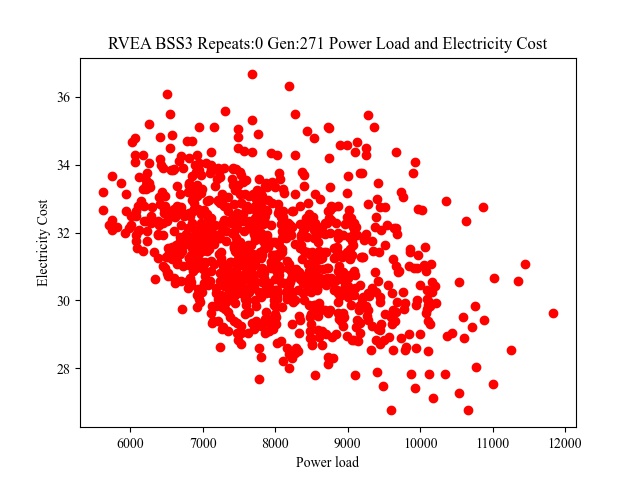 RVEA BSS3 Repeats:0 Gen:271 Power Load and Electricity Cost
36
34
32
30
28
Electricity Cost
6000 7000 8000 9000 10000 11000 12000
Power load